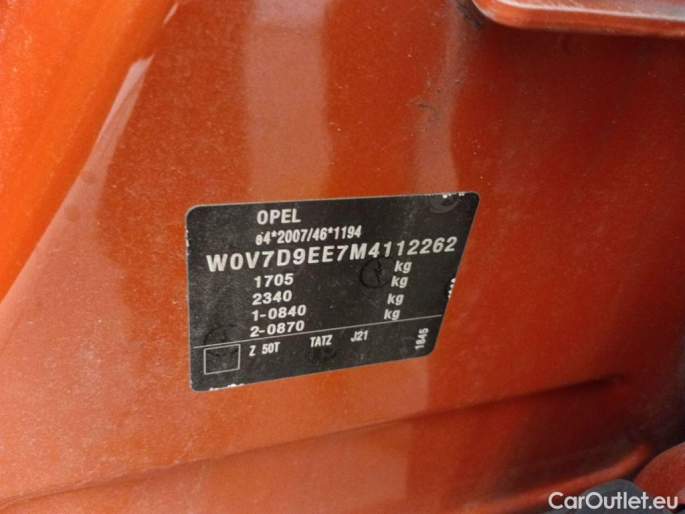 OPEL
e4*2007/46*1194
W0V7D9EE7M4112262
1705 kg
2340 kg
1-0840 kg
2-0870 kg
Z 50T TATZ J21 1645
CarOutlet.eu